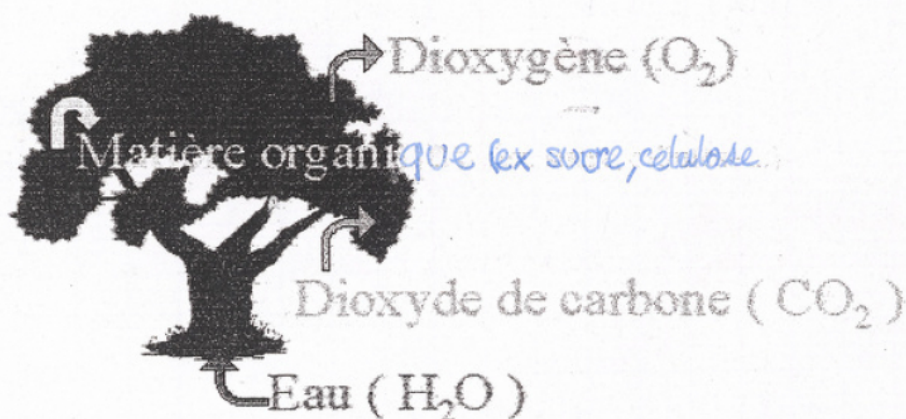 Dioxygène (O₂)
Matière organique (ex sucre, celulose
Dioxyde de carbone ( CO₂ )
Eau ( H₂O )